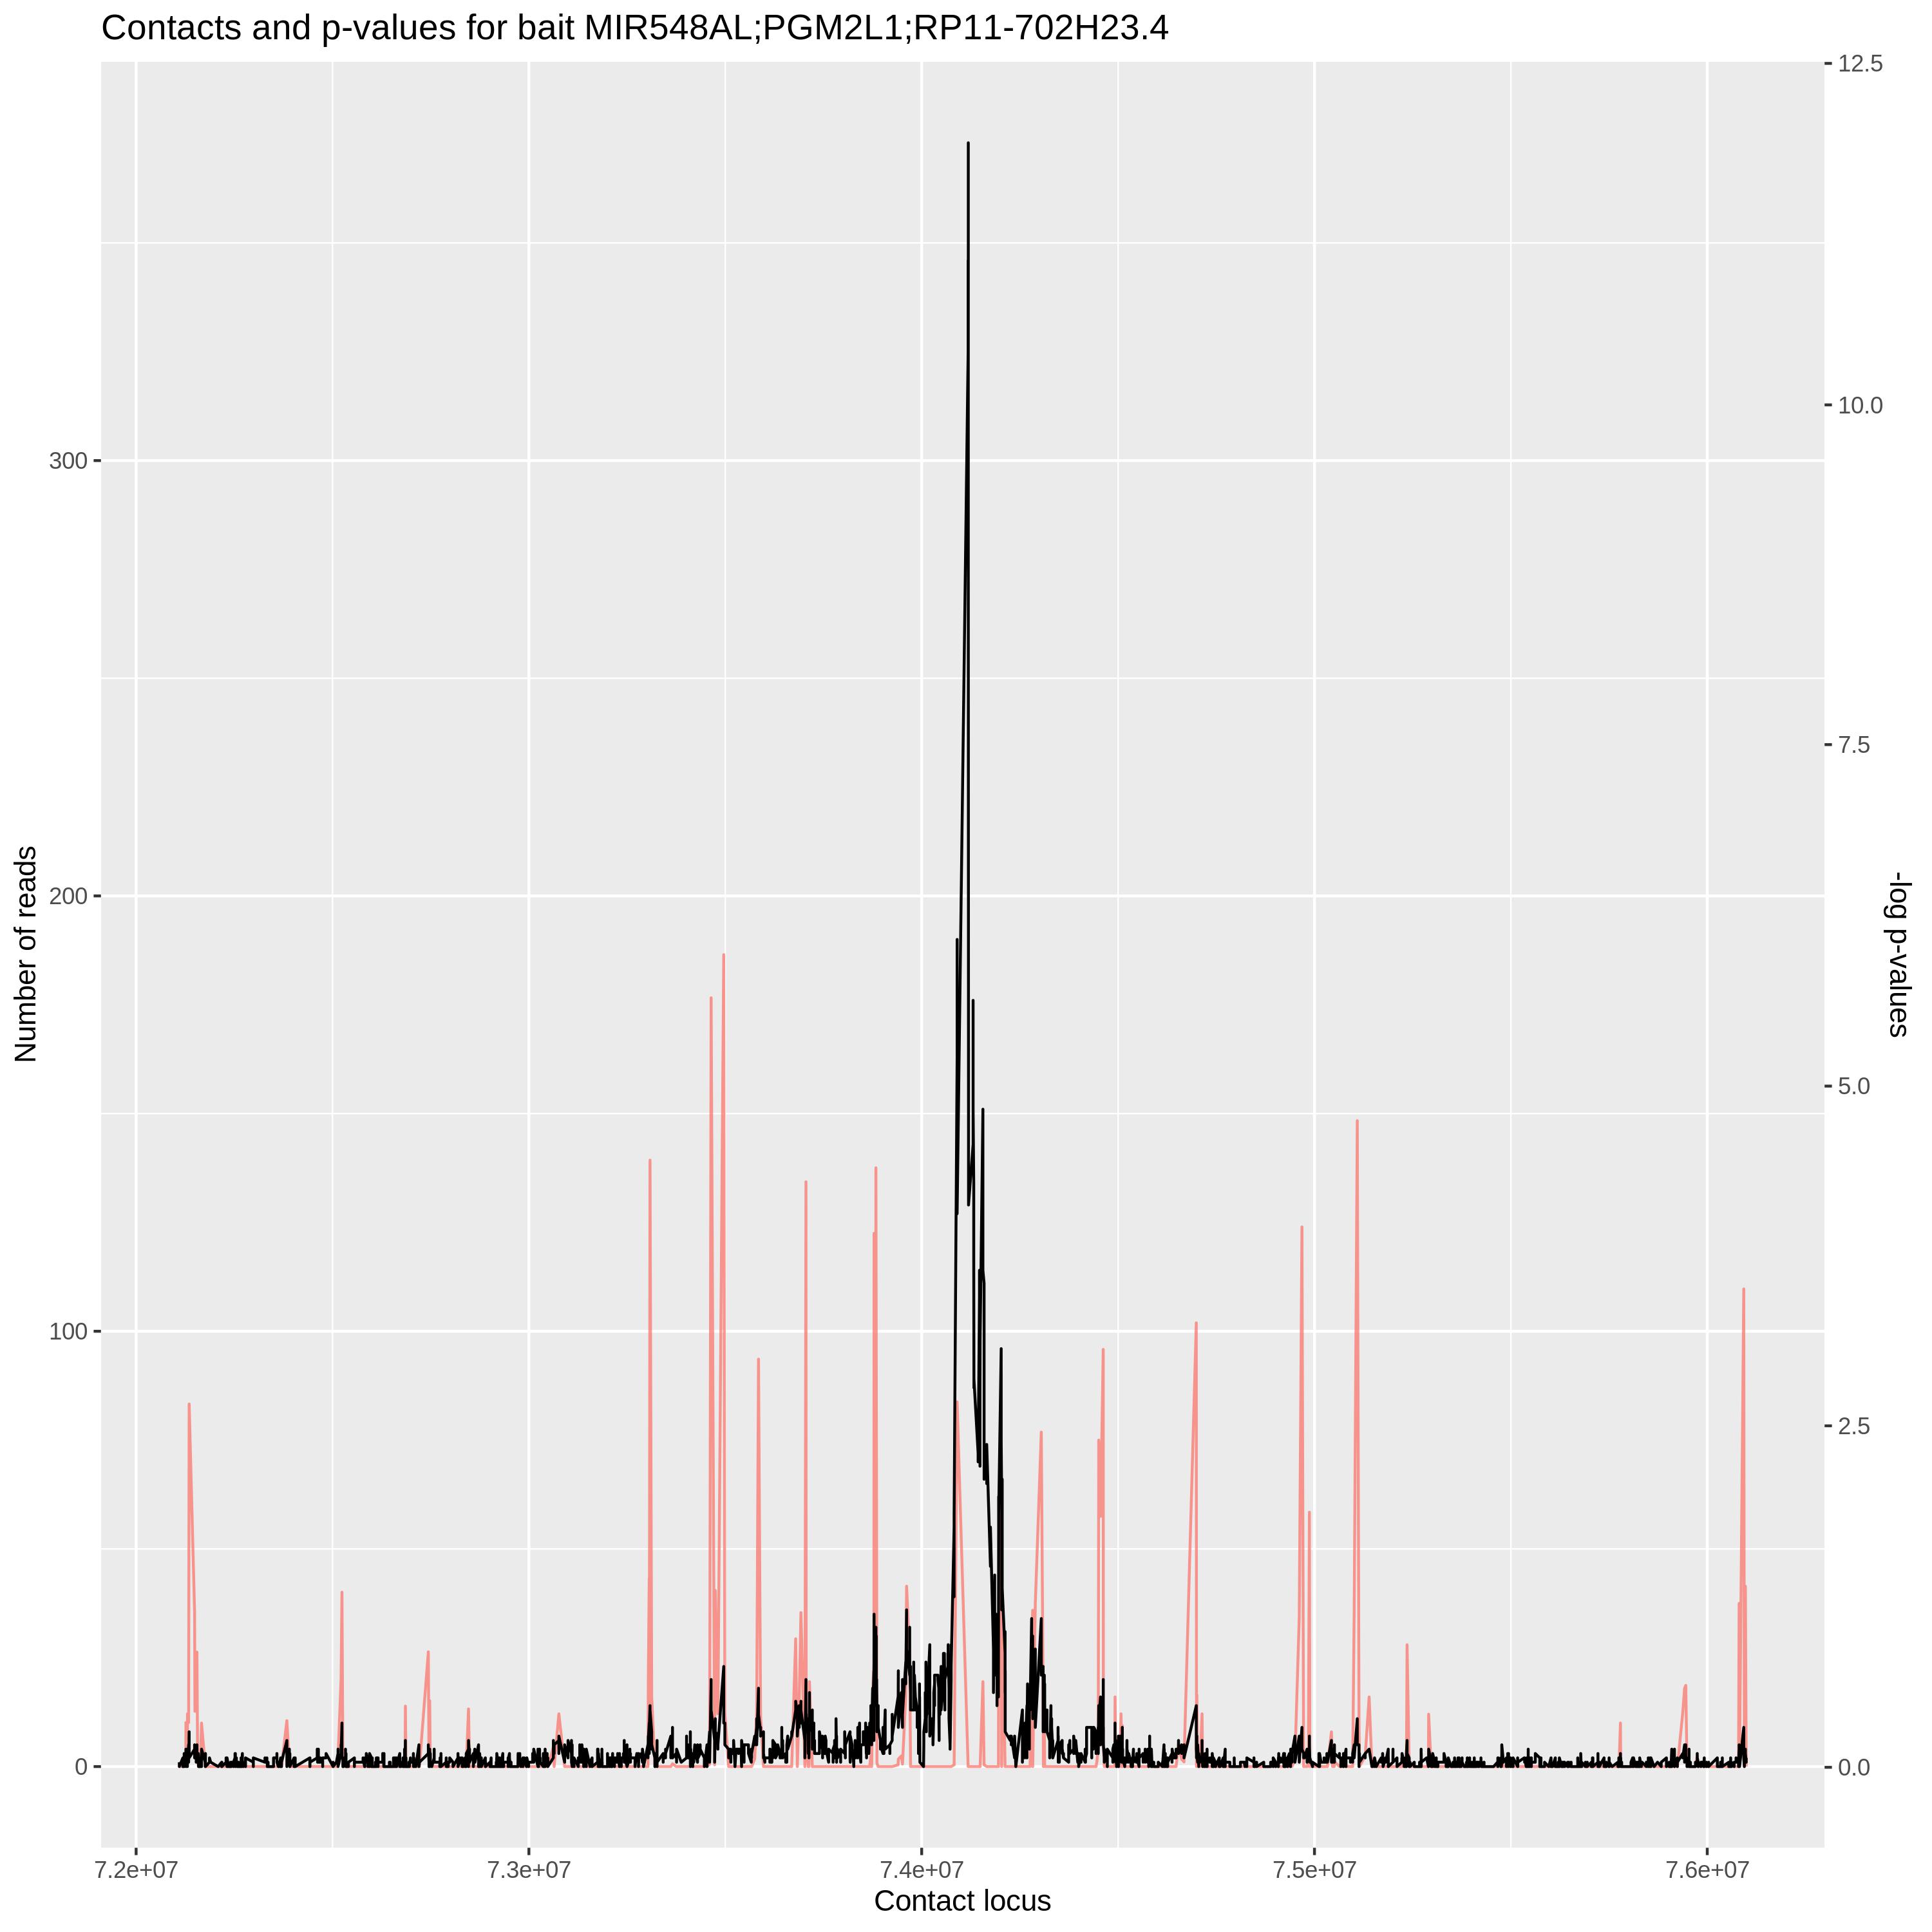 Contacts and p-values for bait MIR548AL;PGM2L1;RP11-702H23.4
12.5
10.0
7.5
5.0
2.5
0.0
300
200
100
0
Number of reads
-log p-values
7.2e+07
7.3e+07
7.4e+07
7.5e+07
7.6e+07
Contact locus